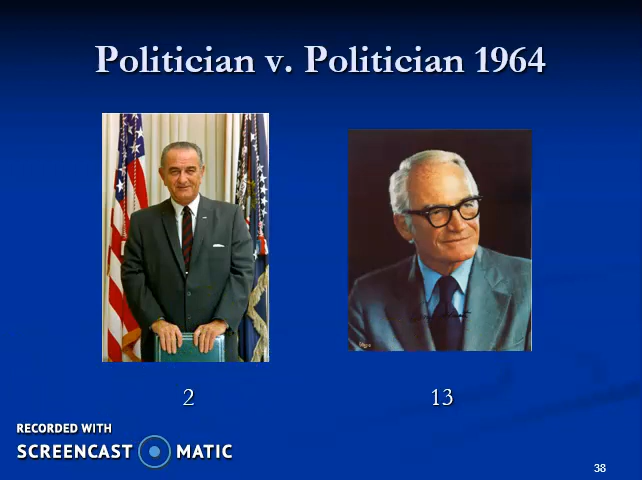 Politician v. Politician 1964
2
13
RECORDED WITH
SCREENCAST MATIC
38